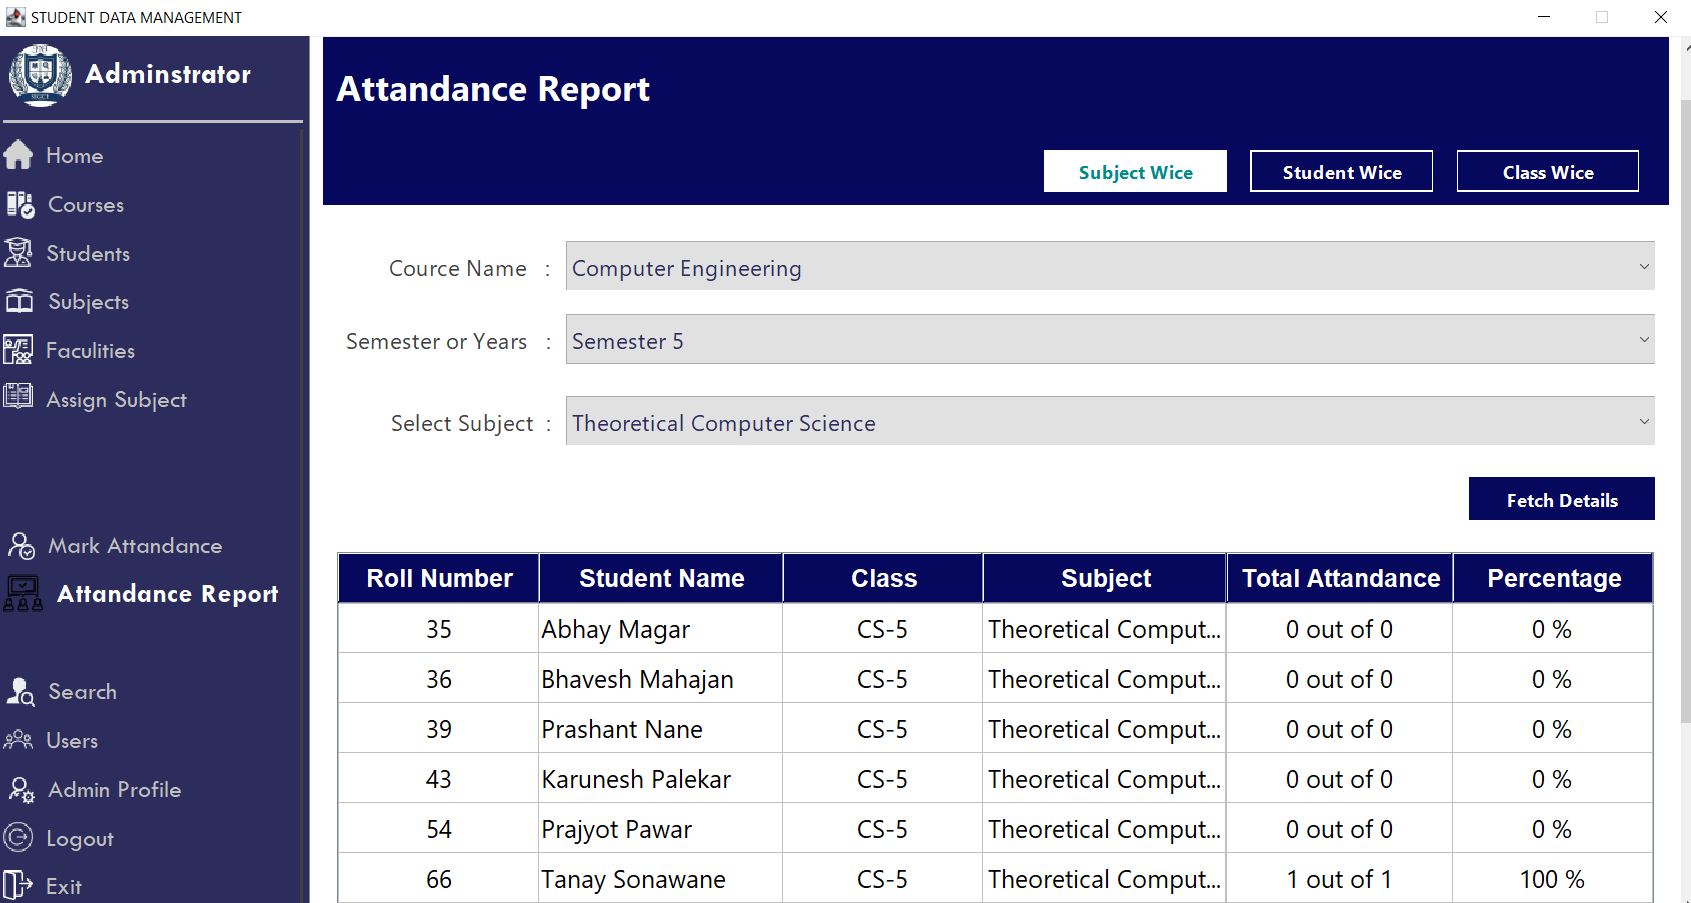 STUDENT DATA MANAGEMENT
Adminstrator
Home
Courses
Students
Subjects
Faculities
Assign Subject
Mark Attandance
Attandance Report
Search
Users
Admin Profile
Logout
Exit
Attandance Report
Subject Wice Student Wice Class Wice
Cource Name : Computer Engineering
Semester or Years : Semester 5
Select Subject : Theoretical Computer Science
Fetch Details
Roll Number Student Name Class Subject Total Attandance Percentage
35 Abhay Magar CS-5 Theoretical Comput... 0 out of 0 0 %
36 Bhavesh Mahajan CS-5 Theoretical Comput... 0 out of 0 0 %
39 Prashant Nane CS-5 Theoretical Comput... 0 out of 0 0 %
43 Karunesh Palekar CS-5 Theoretical Comput... 0 out of 0 0 %
54 Prajyot Pawar CS-5 Theoretical Comput... 0 out of 0 0 %
66 Tanay Sonawane CS-5 Theoretical Comput... 1 out of 1 100 %